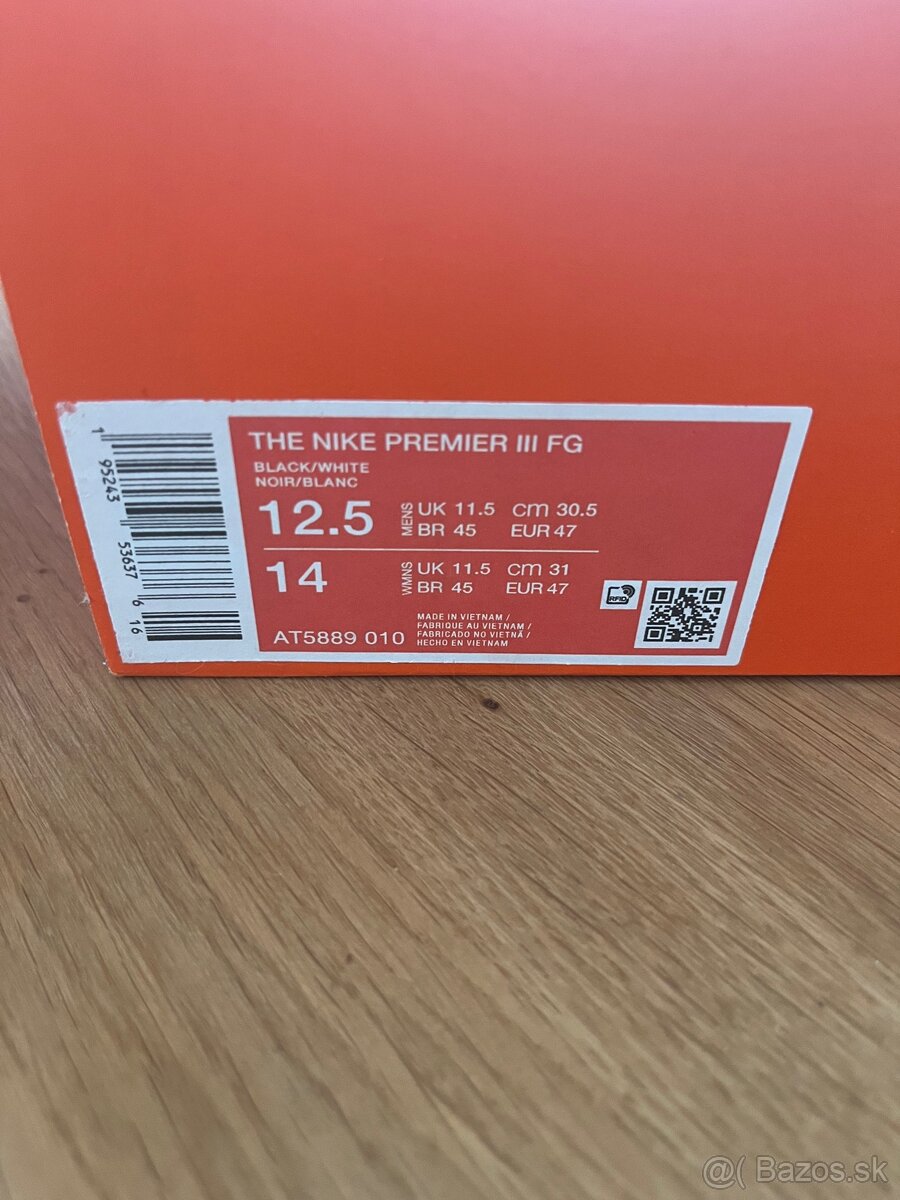 THE NIKE PREMIER III FG
BLACK/WHITE
NOIR/BLANC
12.5 MENS UK 11.5 cm 30.5
BR 45 EUR 47
14 WMNS UK 11.5 cm 31
BR 45 EUR 47
AT5889 010
MADE IN VIETNAM /
FABRIQUE AU VIETNAM /
FABRICADO NO VIETNÃ /
HECHO EN VIETNAM
RFID
1 95243 53637 6 16
@( Bazos.sk